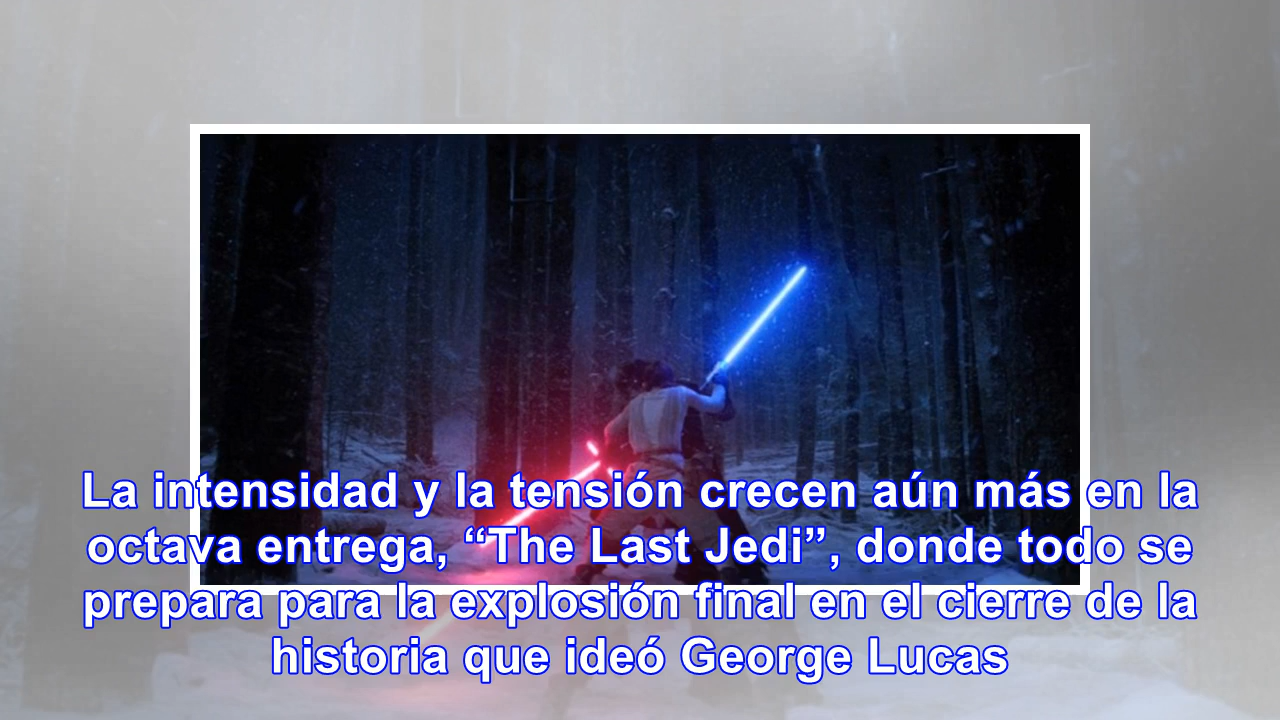 La intensidad y la tensión crecen aún más en la
octava entrega, “The Last Jedi”, donde todo se
prepara para la explosión final en el cierre de la
historia que ideó George Lucas